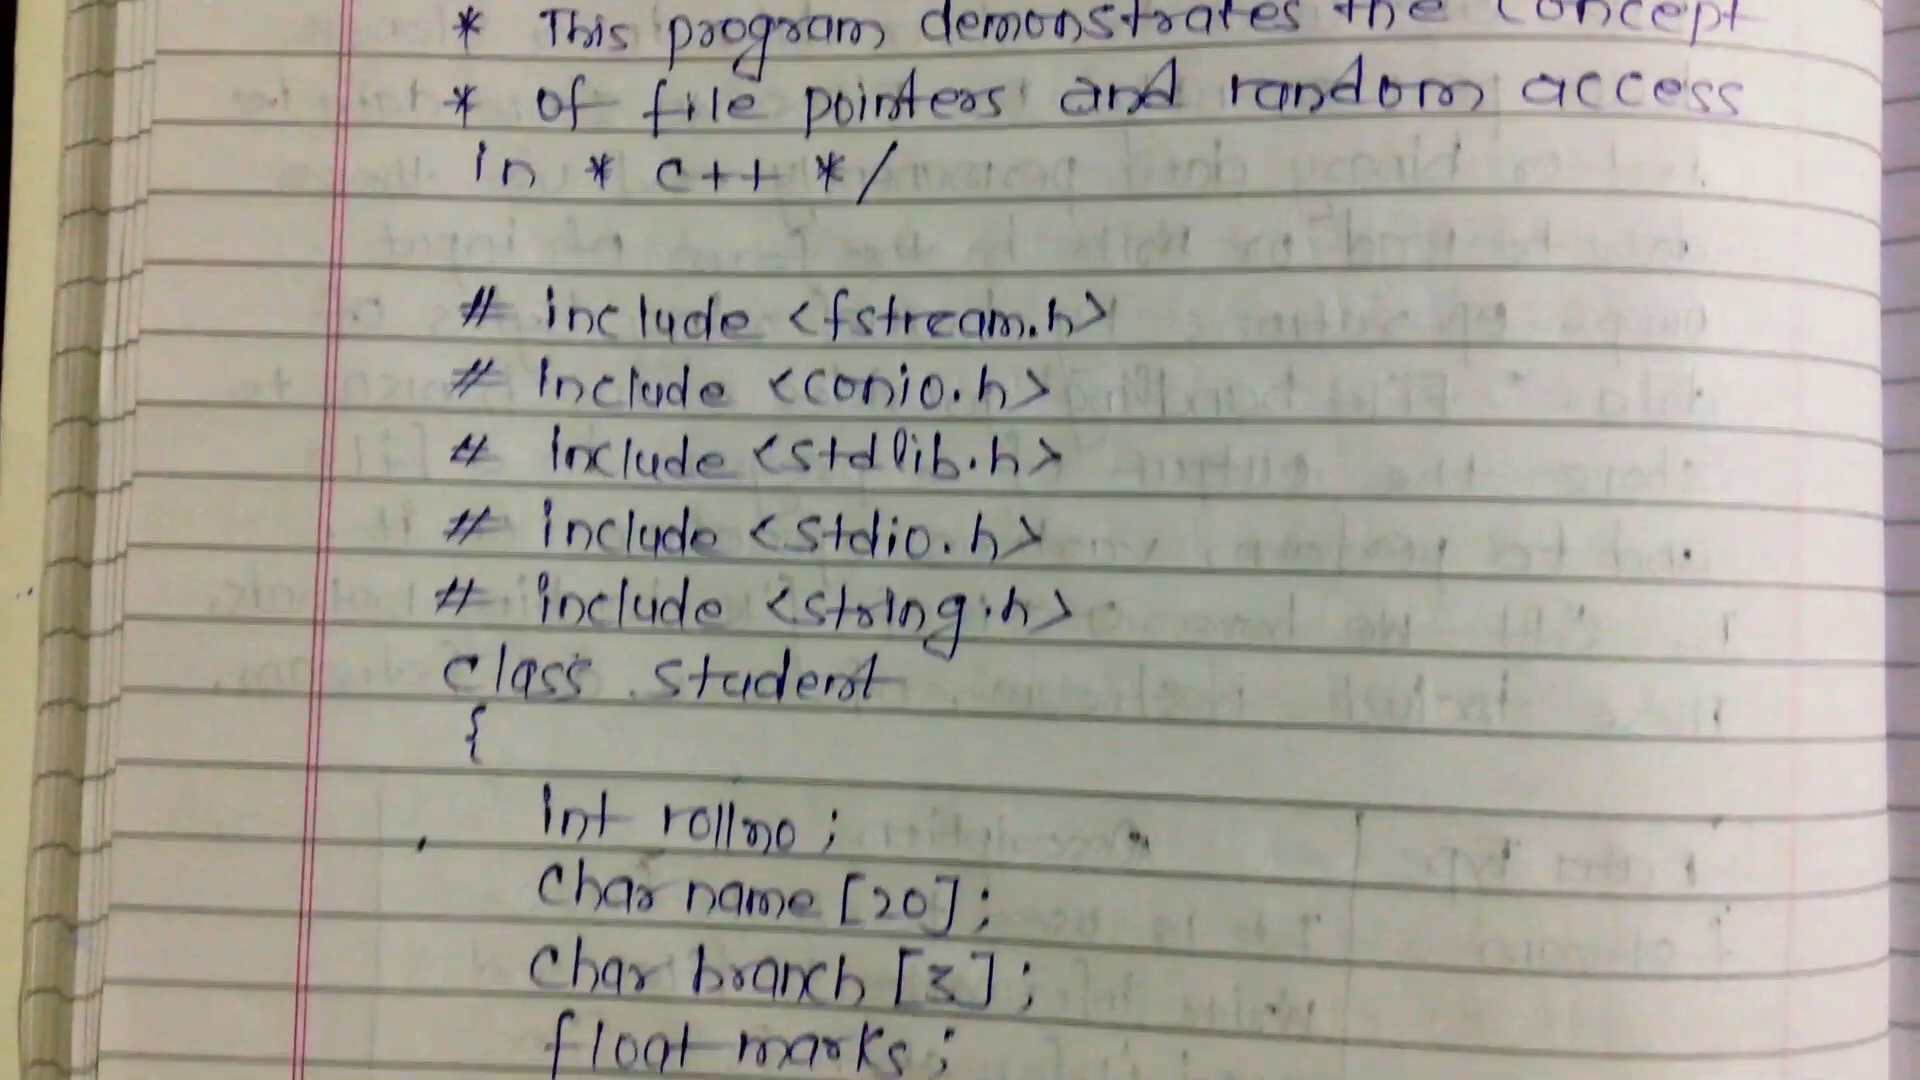 * This program demonstrates the concept
* of file pointers and random access
in * c++ */
# include <fstream.h>
# include <conio.h>
# include <stdlib.h>
# include <stdio.h>
# include <string.h>
class student
{
int rollno;
char name [20];
char branch [3];
float marks;